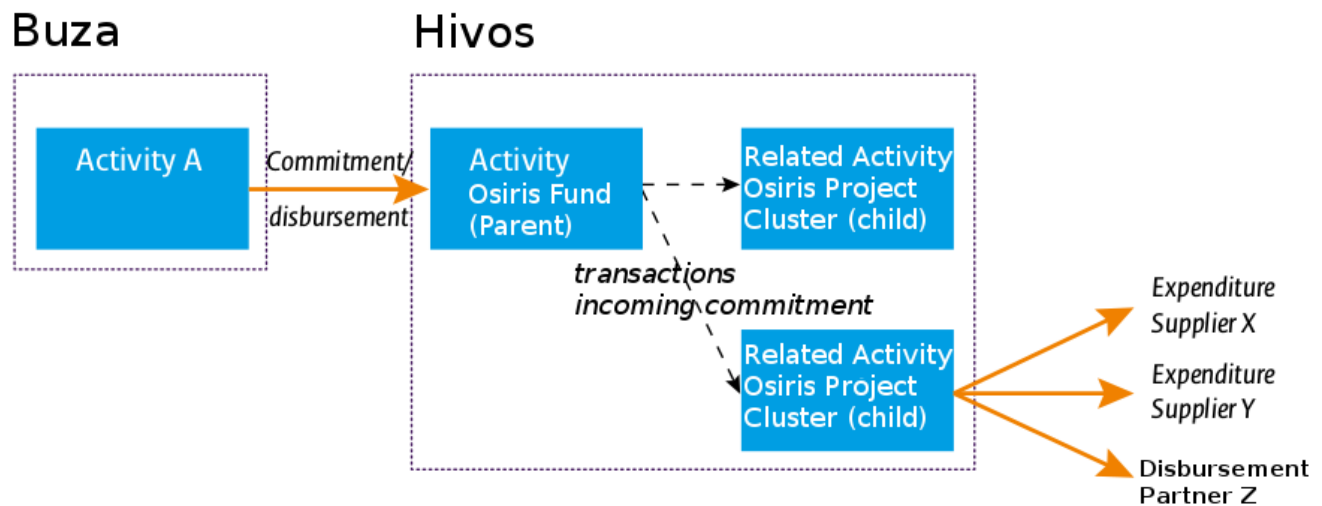 Buza
Hivos
Activity A
Commitment/
disbursement
Activity
Osiris Fund
(Parent)
Related Activity
Osiris Project
Cluster (child)
transactions
incoming commitment
Related Activity
Osiris Project
Cluster (child)
Expenditure
Supplier X
Expenditure
Supplier Y
Disbursement
Partner Z